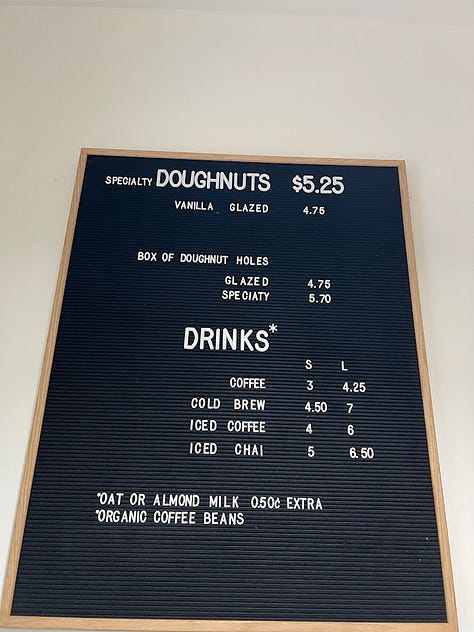 SPECIALTY DOUGHNUTS $5.25
VANILLA GLAZED 4.75
BOX OF DOUGHNUT HOLES
GLAZED 4.75
SPECIATY 5.70
DRINKS*
S L
COFFEE 3 4.25
COLD BREW 4.50 7
ICED COFFEE 4 6
ICED CHAI 5 6.50
*OAT OR ALMOND MILK 0.50¢ EXTRA
*ORGANIC COFFEE BEANS